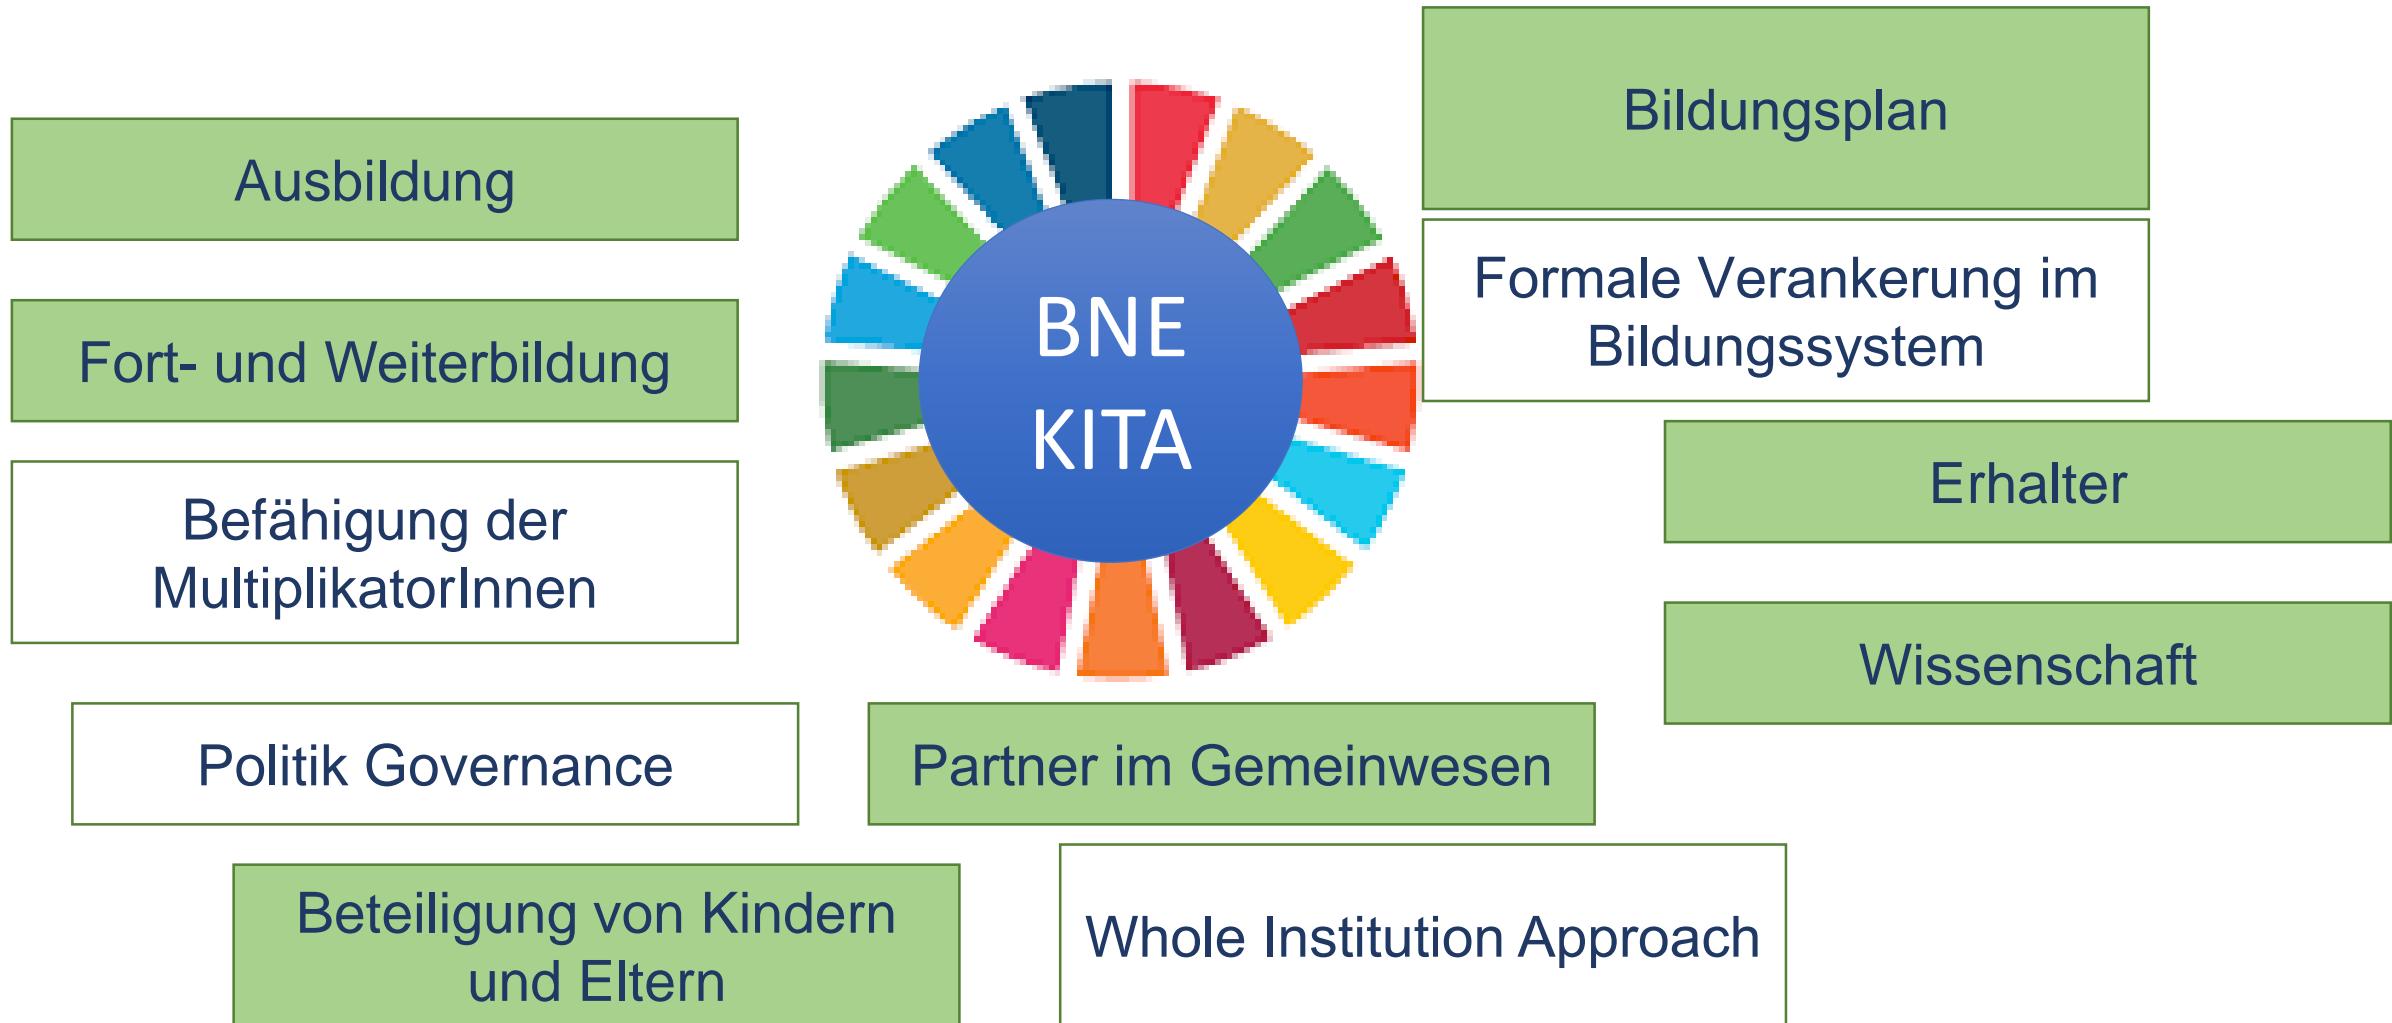 Ausbildung
Fort- und Weiterbildung
Befähigung der
MultiplikatorInnen
Politik Governance
Beteiligung von Kindern
und Eltern
BNE
KITA
Bildungsplan
Formale Verankerung im
Bildungssystem
Erhalter
Wissenschaft
Partner im Gemeinwesen
Whole Institution Approach